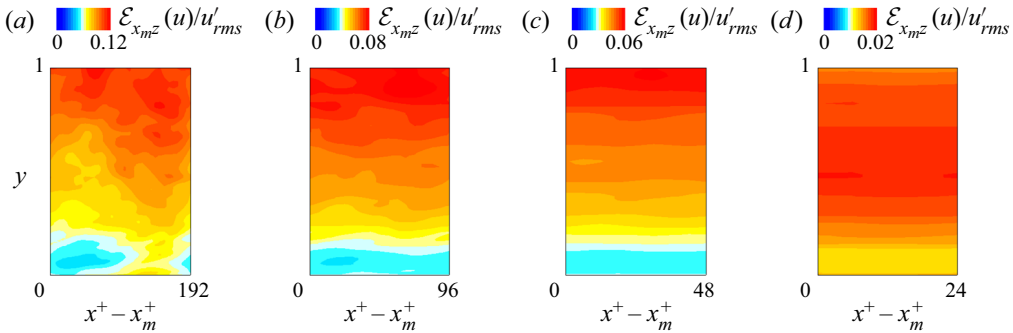 (a) 0 0.12 ℰ_{x_m z}(u)/u′_{rms}
(b) 0 0.08 ℰ_{x_m z}(u)/u′_{rms}
(c) 0 0.06 ℰ_{x_m z}(u)/u′_{rms}
(d) 0 0.02 ℰ_{x_m z}(u)/u′_{rms}
1 1 1 1
y
0 192 0 96 0 48 0 24
x⁺ – x_m⁺ x⁺ – x_m⁺ x⁺ – x_m⁺ x⁺ – x_m⁺